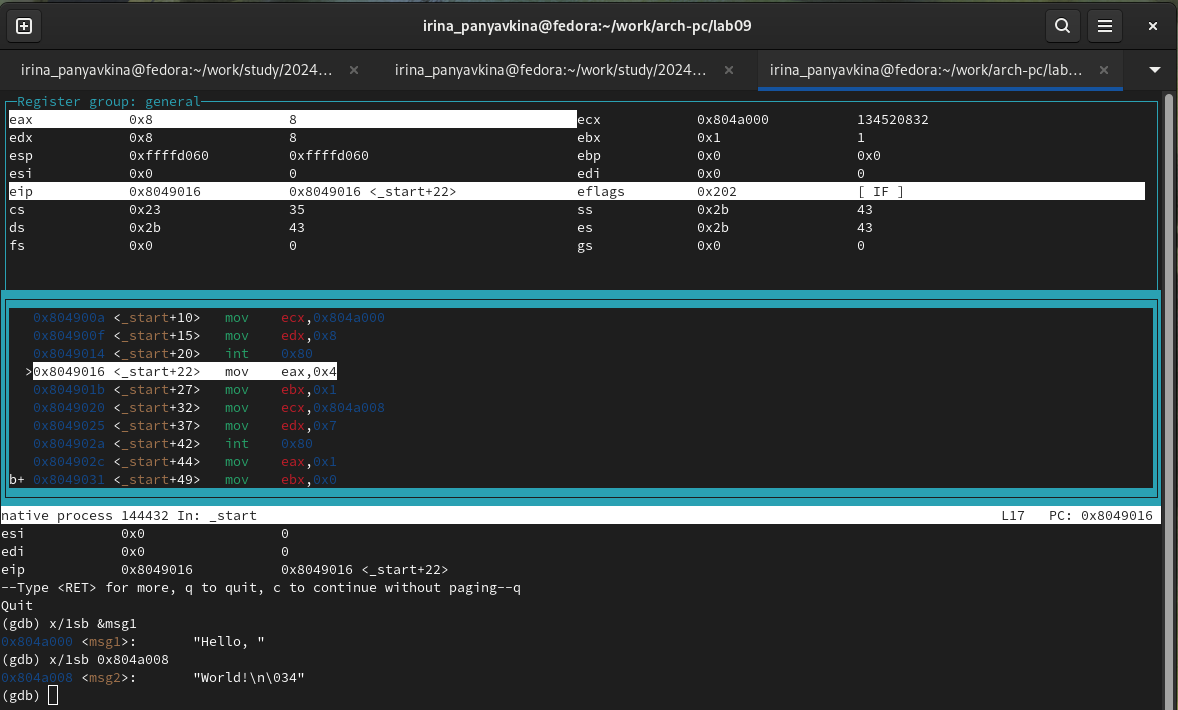 irina_panyavkina@fedora:~/work/arch-pc/lab09
irina_panyavkina@fedora:~/work/study/2024... × irina_panyavkina@fedora:~/work/study/2024... × irina_panyavkina@fedora:~/work/arch-pc/lab... ×
Register group: general
eax 0x8 8 ecx 0x804a000 134520832
edx 0x8 8 ebx 0x1 1
esp 0xffffd060 0xffffd060 ebp 0x0 0x0
esi 0x0 0 edi 0x0 0
eip 0x8049016 0x8049016 <_start+22> eflags 0x202 [ IF ]
cs 0x23 35 ss 0x2b 43
ds 0x2b 43 es 0x2b 43
fs 0x0 0 gs 0x0 0
0x804900a <_start+10> mov ecx,0x804a000
0x804900f <_start+15> mov edx,0x8
0x8049014 <_start+20> int 0x80
>0x8049016 <_start+22> mov eax,0x4
0x804901b <_start+27> mov ebx,0x1
0x8049020 <_start+32> mov ecx,0x804a008
0x8049025 <_start+37> mov edx,0x7
0x804902a <_start+42> int 0x80
0x804902c <_start+44> mov eax,0x1
b+ 0x8049031 <_start+49> mov ebx,0x0
native process 144432 In: _start L17 PC: 0x8049016
esi 0x0 0
edi 0x0 0
eip 0x8049016 0x8049016 <_start+22>
--Type <RET> for more, q to quit, c to continue without paging--q
Quit
(gdb) x/1sb &msg1
0x804a000 <msg1>: "Hello, "
(gdb) x/1sb 0x804a008
0x804a008 <msg2>: "World!\n\034"
(gdb)